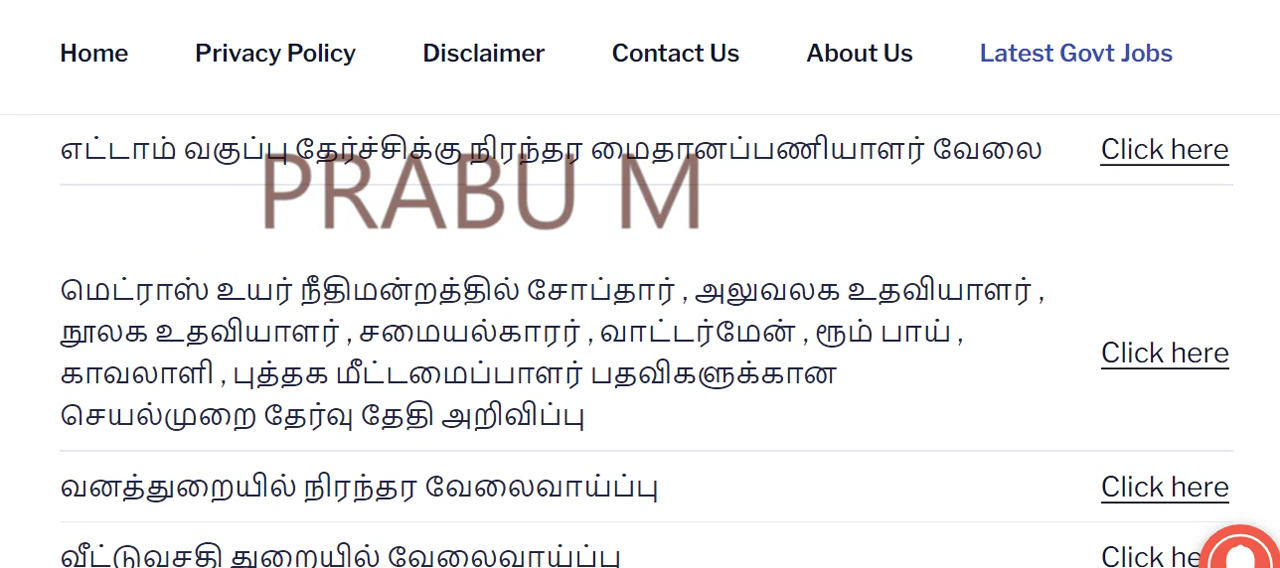 Home Privacy Policy Disclaimer Contact Us About Us Latest Govt Jobs
எட்டாம் வகுப்பு தேர்ச்சிக்கு நிரந்தர மைதானப்பணியாளர் வேலை Click here
PRABU M
மெட்ராஸ் உயர் நீதிமன்றத்தில் சோப்தார் , அலுவலக உதவியாளர் ,
நூலக உதவியாளர் , சமையல்காரர் , வாட்டர்மேன் , ரூம் பாய் ,
Click here
காவலாளி , புத்தக மீட்டமைப்பாளர் பதவிகளுக்கான
செயல்முறை தேர்வு தேதி அறிவிப்பு
வனத்துறையில் நிரந்தர வேலைவாய்ப்பு Click here
வீட்டுவசதி துறையில் வேலைவாய்ப்பு Click here